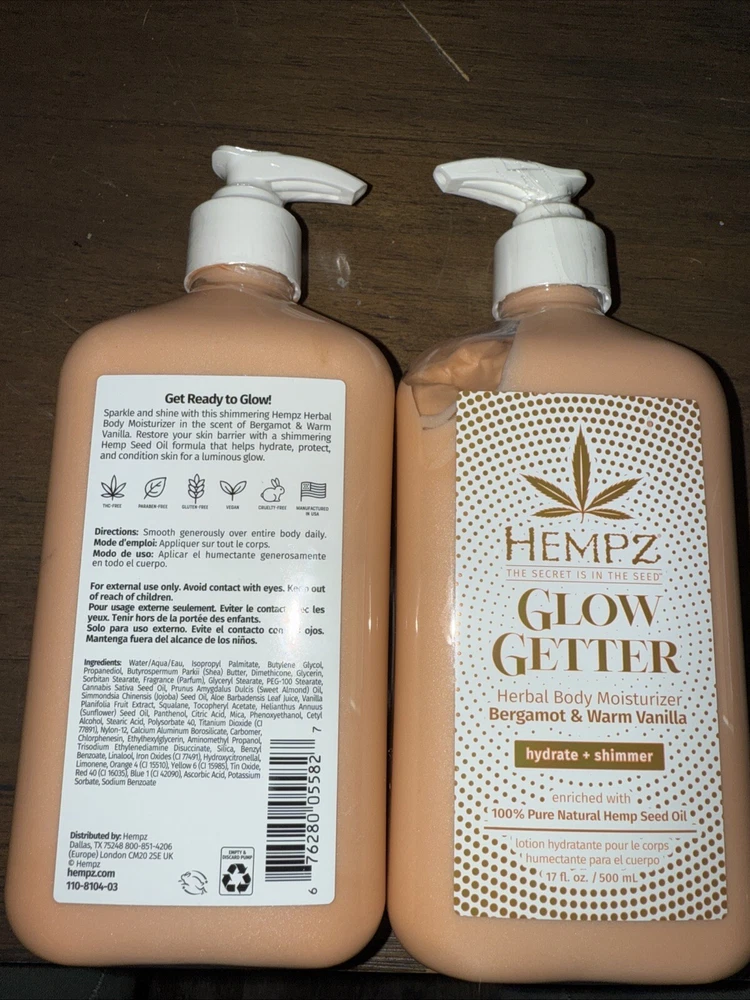 Get Ready to Glow!
Sparkle and shine with this shimmering Hempz Herbal
Body Moisturizer in the scent of Bergamot & Warm
Vanilla. Restore your skin barrier with a shimmering
Hemp Seed Oil formula that helps hydrate, protect,
and condition skin for a luminous glow.
THC-FREE PARABEN-FREE GLUTEN-FREE VEGAN CRUELTY-FREE MANUFACTURED
IN USA
Directions: Smooth generously over entire body daily.
Mode d'emploi: Appliquer sur tout le corps.
Modo de uso: Aplicar el humectante generosamente
en todo el cuerpo.
For external use only. Avoid contact with eyes. Keep out
of reach of children.
Pour usage externe seulement. Eviter le contact avec les
yeux. Tenir hors de la portée des enfants.
Solo para uso externo. Evite el contacto con ojos.
Mantenga fuera del alcance de los niños.
Ingredients: Water/Aqua/Eau, Isopropyl Palmitate, Butylene Glycol,
Propanediol, Butyrospermum Parkii (Shea) Butter, Dimethicone, Glycerin,
Sorbitan Stearate, Fragrance (Parfum), Glyceryl Stearate, PEG-100 Stearate,
Cannabis Sativa Seed Oil, Prunus Amygdalus Dulcis (Sweet Almond) Oil,
Simmondsia Chinensis (Jojoba) Seed Oil, Aloe Barbadensis Leaf Juice, Vanilla
Planifolia Fruit Extract, Squalane, Tocopheryl Acetate, Helianthus Annuus
(Sunflower) Seed Oil, Panthenol, Citric Acid, Mica, Phenoxyethanol, Cetyl
Alcohol, Stearic Acid, Polysorbate 40, Titanium Dioxide (CI
77891), Nylon-12, Calcium Aluminum Borosilicate, Carbomer,
Chlorphenesin, Ethylhexylglycerin, Aminomethyl Propanol,
Trisodium Ethylenediamine Disuccinate, Silica, Benzyl
Benzoate, Linalool, Iron Oxides (CI 77491), Hydroxycitronellal,
Limonene, Orange 4 (CI 15510), Yellow 6 (CI 15985), Tin Oxide,
Red 40 (CI 16035), Blue 1 (CI 42090), Ascorbic Acid, Potassium
Sorbate, Sodium Benzoate
6 76280 05582 7
Distributed by: Hempz
Dallas, TX 75248 800-851-4206
(Europe) London CM20 2SE UK
© Hempz
hempz.com
110-8104-03
EMPTY &
DISCARD PUMP
HEMPZ
THE SECRET IS IN THE SEED™
GLOW
GETTER
Herbal Body Moisturizer
Bergamot & Warm Vanilla
hydrate + shimmer
enriched with
100% Pure Natural Hemp Seed Oil
lotion hydratante pour le corps
humectante para el cuerpo
17 fl. oz. / 500 mL